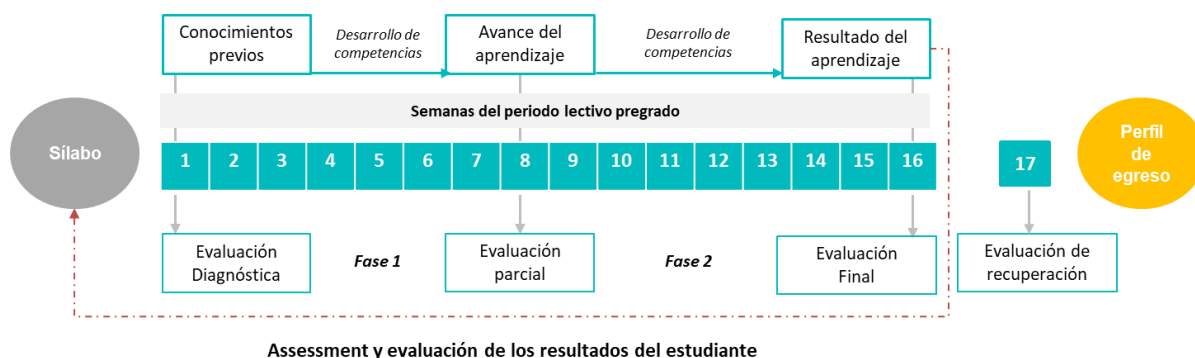 Conocimientos
previos
Desarrollo de
competencias
Avance del
aprendizaje
Desarrollo de
competencias
Resultado del
aprendizaje
Semanas del periodo lectivo pregrado
Sílabo
1 2 3 4 5 6 7 8 9 10 11 12 13 14 15 16
17
Perfil
de
egreso
Evaluación
Diagnóstica
Fase 1
Evaluación
parcial
Fase 2
Evaluación
Final
Evaluación de
recuperación
Assessment y evaluación de los resultados del estudiante